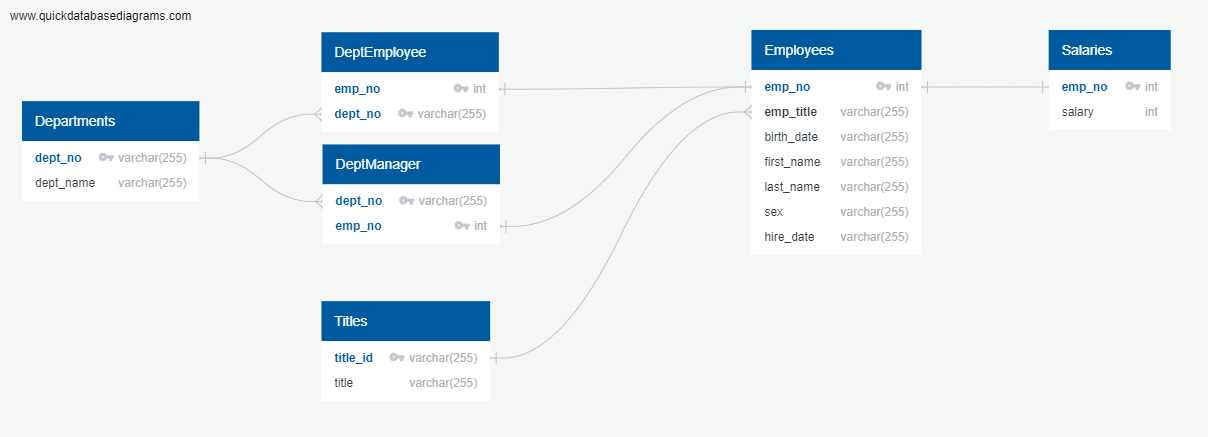 www.quickdatabasediagrams.com
Departments
dept_no varchar(255)
dept_name varchar(255)
DeptEmployee
emp_no int
dept_no varchar(255)
DeptManager
dept_no varchar(255)
emp_no int
Titles
title_id varchar(255)
title varchar(255)
Employees
emp_no int
emp_title varchar(255)
birth_date varchar(255)
first_name varchar(255)
last_name varchar(255)
sex varchar(255)
hire_date varchar(255)
Salaries
emp_no int
salary int